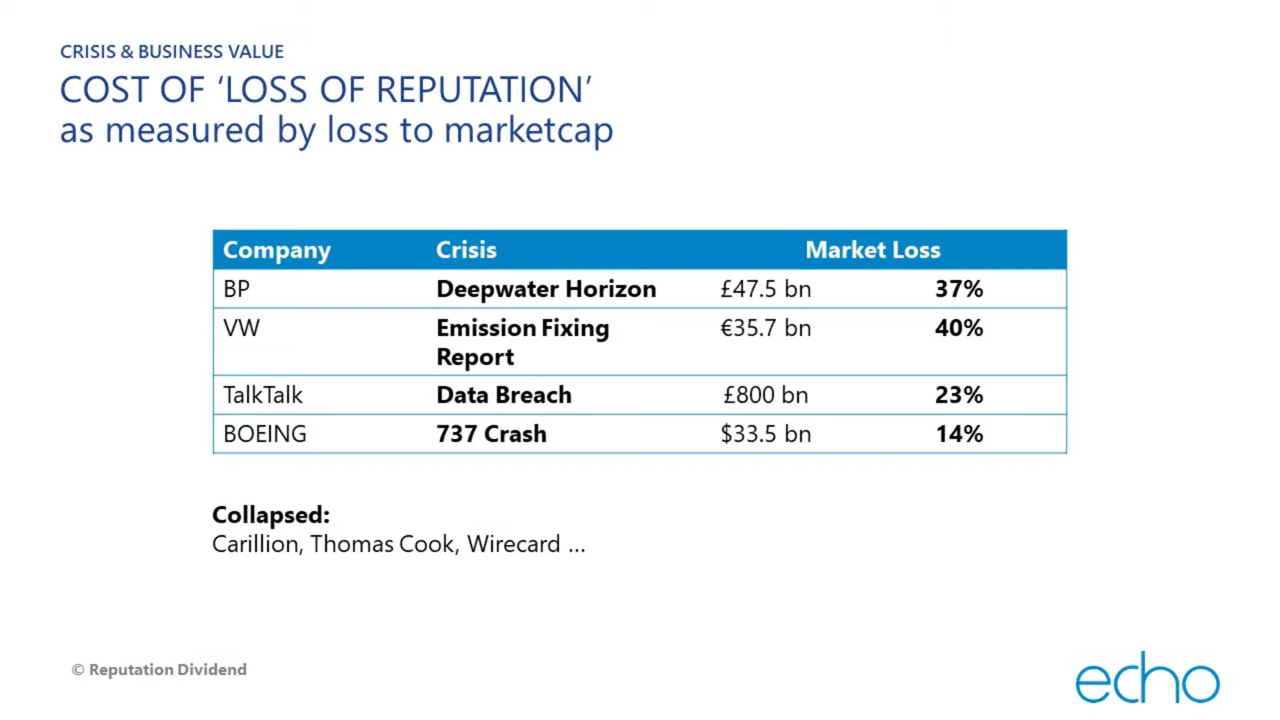 CRISIS & BUSINESS VALUE
COST OF ‘LOSS OF REPUTATION’
as measured by loss to marketcap
Company Crisis Market Loss
BP Deepwater Horizon £47.5 bn 37%
VW Emission Fixing €35.7 bn 40%
Report
TalkTalk Data Breach £800 bn 23%
BOEING 737 Crash $33.5 bn 14%
Collapsed:
Carillion, Thomas Cook, Wirecard ...
© Reputation Dividend
echo